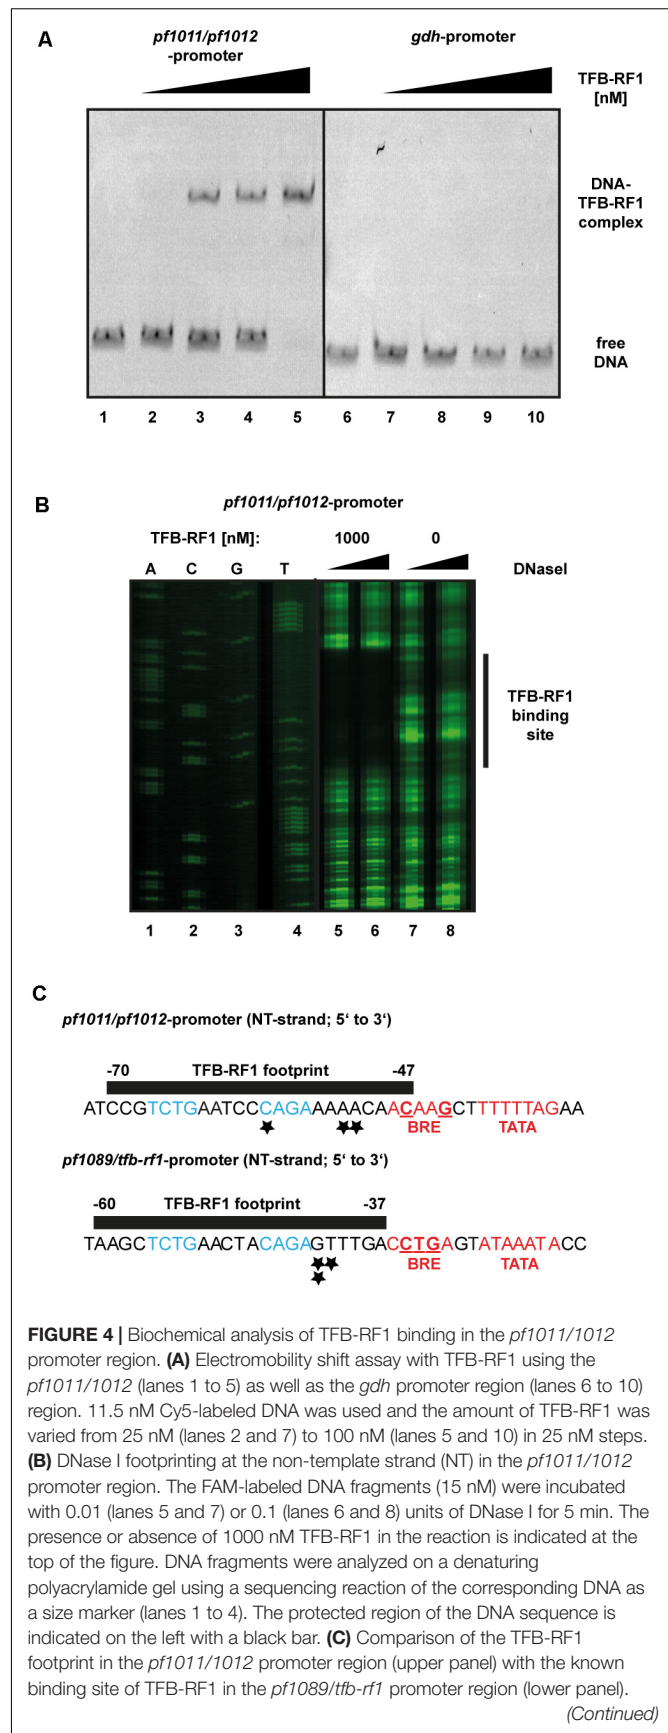 A
pf1011/pf1012
-promoter
gdh-promoter
TFB-RF1
[nM]
DNA-
TFB-RF1
complex
free
DNA
1 2 3 4 5 6 7 8 9 10
B
pf1011/pf1012-promoter
TFB-RF1 [nM]: 1000 0
A C G T DNaseI
TFB-RF1
binding
site
1 2 3 4 5 6 7 8
C
pf1011/pf1012-promoter (NT-strand; 5‘ to 3‘)
-70 TFB-RF1 footprint -47
ATCCGTCTGAATCCCAGAAAAACAACAAGCTTTTTTAGAA
BRE TATA
pf1089/tfb-rf1-promoter (NT-strand; 5‘ to 3‘)
-60 TFB-RF1 footprint -37
TAAGCTCTGAACTACAGAGTTTGACCTGAGTATAAATACC
BRE TATA
FIGURE 4 | Biochemical analysis of TFB-RF1 binding in the pf1011/1012
promoter region. (A) Electromobility shift assay with TFB-RF1 using the
pf1011/1012 (lanes 1 to 5) as well as the gdh promoter region (lanes 6 to 10)
region. 11.5 nM Cy5-labeled DNA was used and the amount of TFB-RF1 was
varied from 25 nM (lanes 2 and 7) to 100 nM (lanes 5 and 10) in 25 nM steps.
(B) DNase I footprinting at the non-template strand (NT) in the pf1011/1012
promoter region. The FAM-labeled DNA fragments (15 nM) were incubated
with 0.01 (lanes 5 and 7) or 0.1 (lanes 6 and 8) units of DNase I for 5 min. The
presence or absence of 1000 nM TFB-RF1 in the reaction is indicated at the
top of the figure. DNA fragments were analyzed on a denaturing
polyacrylamide gel using a sequencing reaction of the corresponding DNA as
a size marker (lanes 1 to 4). The protected region of the DNA sequence is
indicated on the left with a black bar. (C) Comparison of the TFB-RF1
footprint in the pf1011/1012 promoter region (upper panel) with the known
binding site of TFB-RF1 in the pf1089/tfb-rf1 promoter region (lower panel).
(Continued)